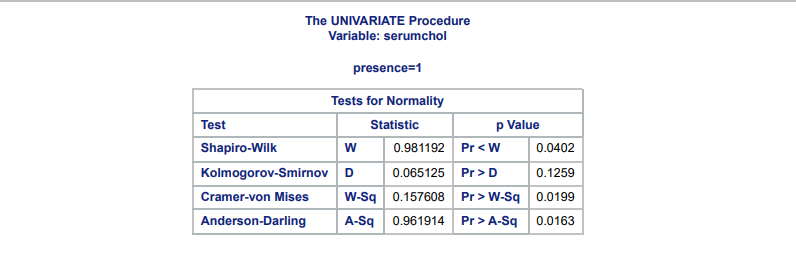 The UNIVARIATE Procedure
Variable: serumchol
presence=1
Tests for Normality
Test Statistic p Value
Shapiro-Wilk W 0.981192 Pr < W 0.0402
Kolmogorov-Smirnov D 0.065125 Pr > D 0.1259
Cramer-von Mises W-Sq 0.157608 Pr > W-Sq 0.0199
Anderson-Darling A-Sq 0.961914 Pr > A-Sq 0.0163